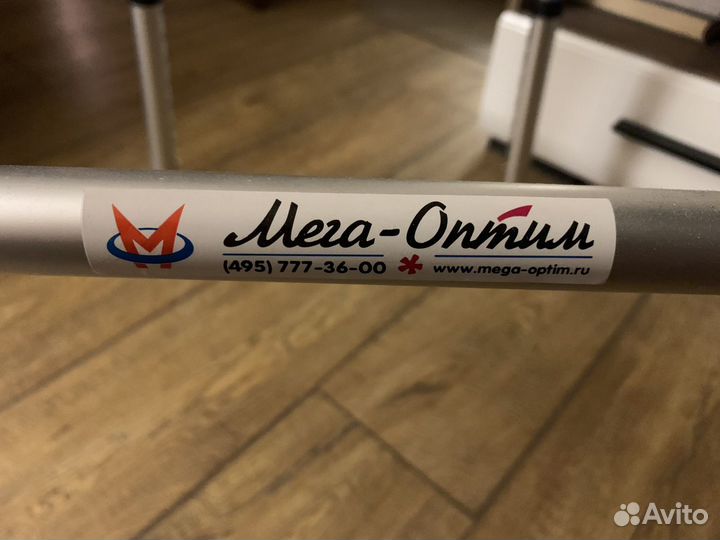 М Мега-Оптим
(495) 777-36-00 * www.mega-optim.ru
Avito